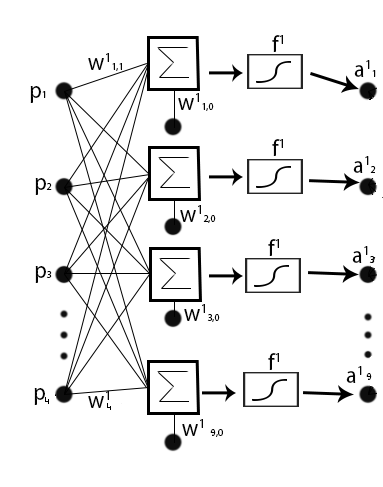 f¹
w¹₁,₁ ∑ a¹₁
p₁ w¹₁,₀
f¹
∑ a¹₂
p₂ w¹₂,₀
f¹
∑ a¹₃
p₃ w¹₃,₀
f¹
∑ a¹₉
p₄ w¹₄
w¹₉,₀